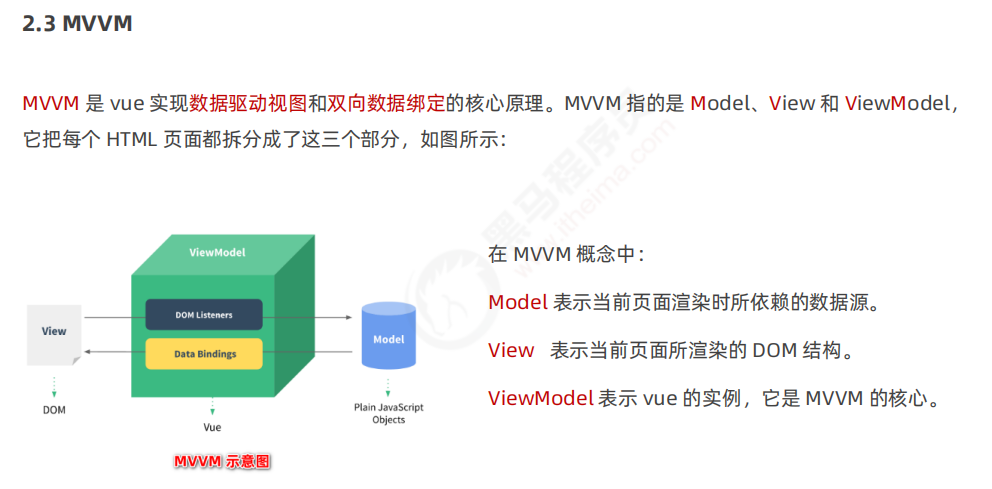 2.3 MVVM
MVVM 是 vue 实现数据驱动视图和双向数据绑定的核心原理。MVVM 指的是 Model、View 和 ViewModel，
它把每个 HTML 页面都拆分成了这三个部分，如图所示：
黑马程序员
www.itheima.com
ViewModel
DOM Listeners
Data Bindings
View
Model
DOM
Vue
Plain JavaScript
Objects
MVVM 示意图
在 MVVM 概念中：
Model 表示当前页面渲染时所依赖的数据源。
View 表示当前页面所渲染的 DOM 结构。
ViewModel 表示 vue 的实例，它是 MVVM 的核心。